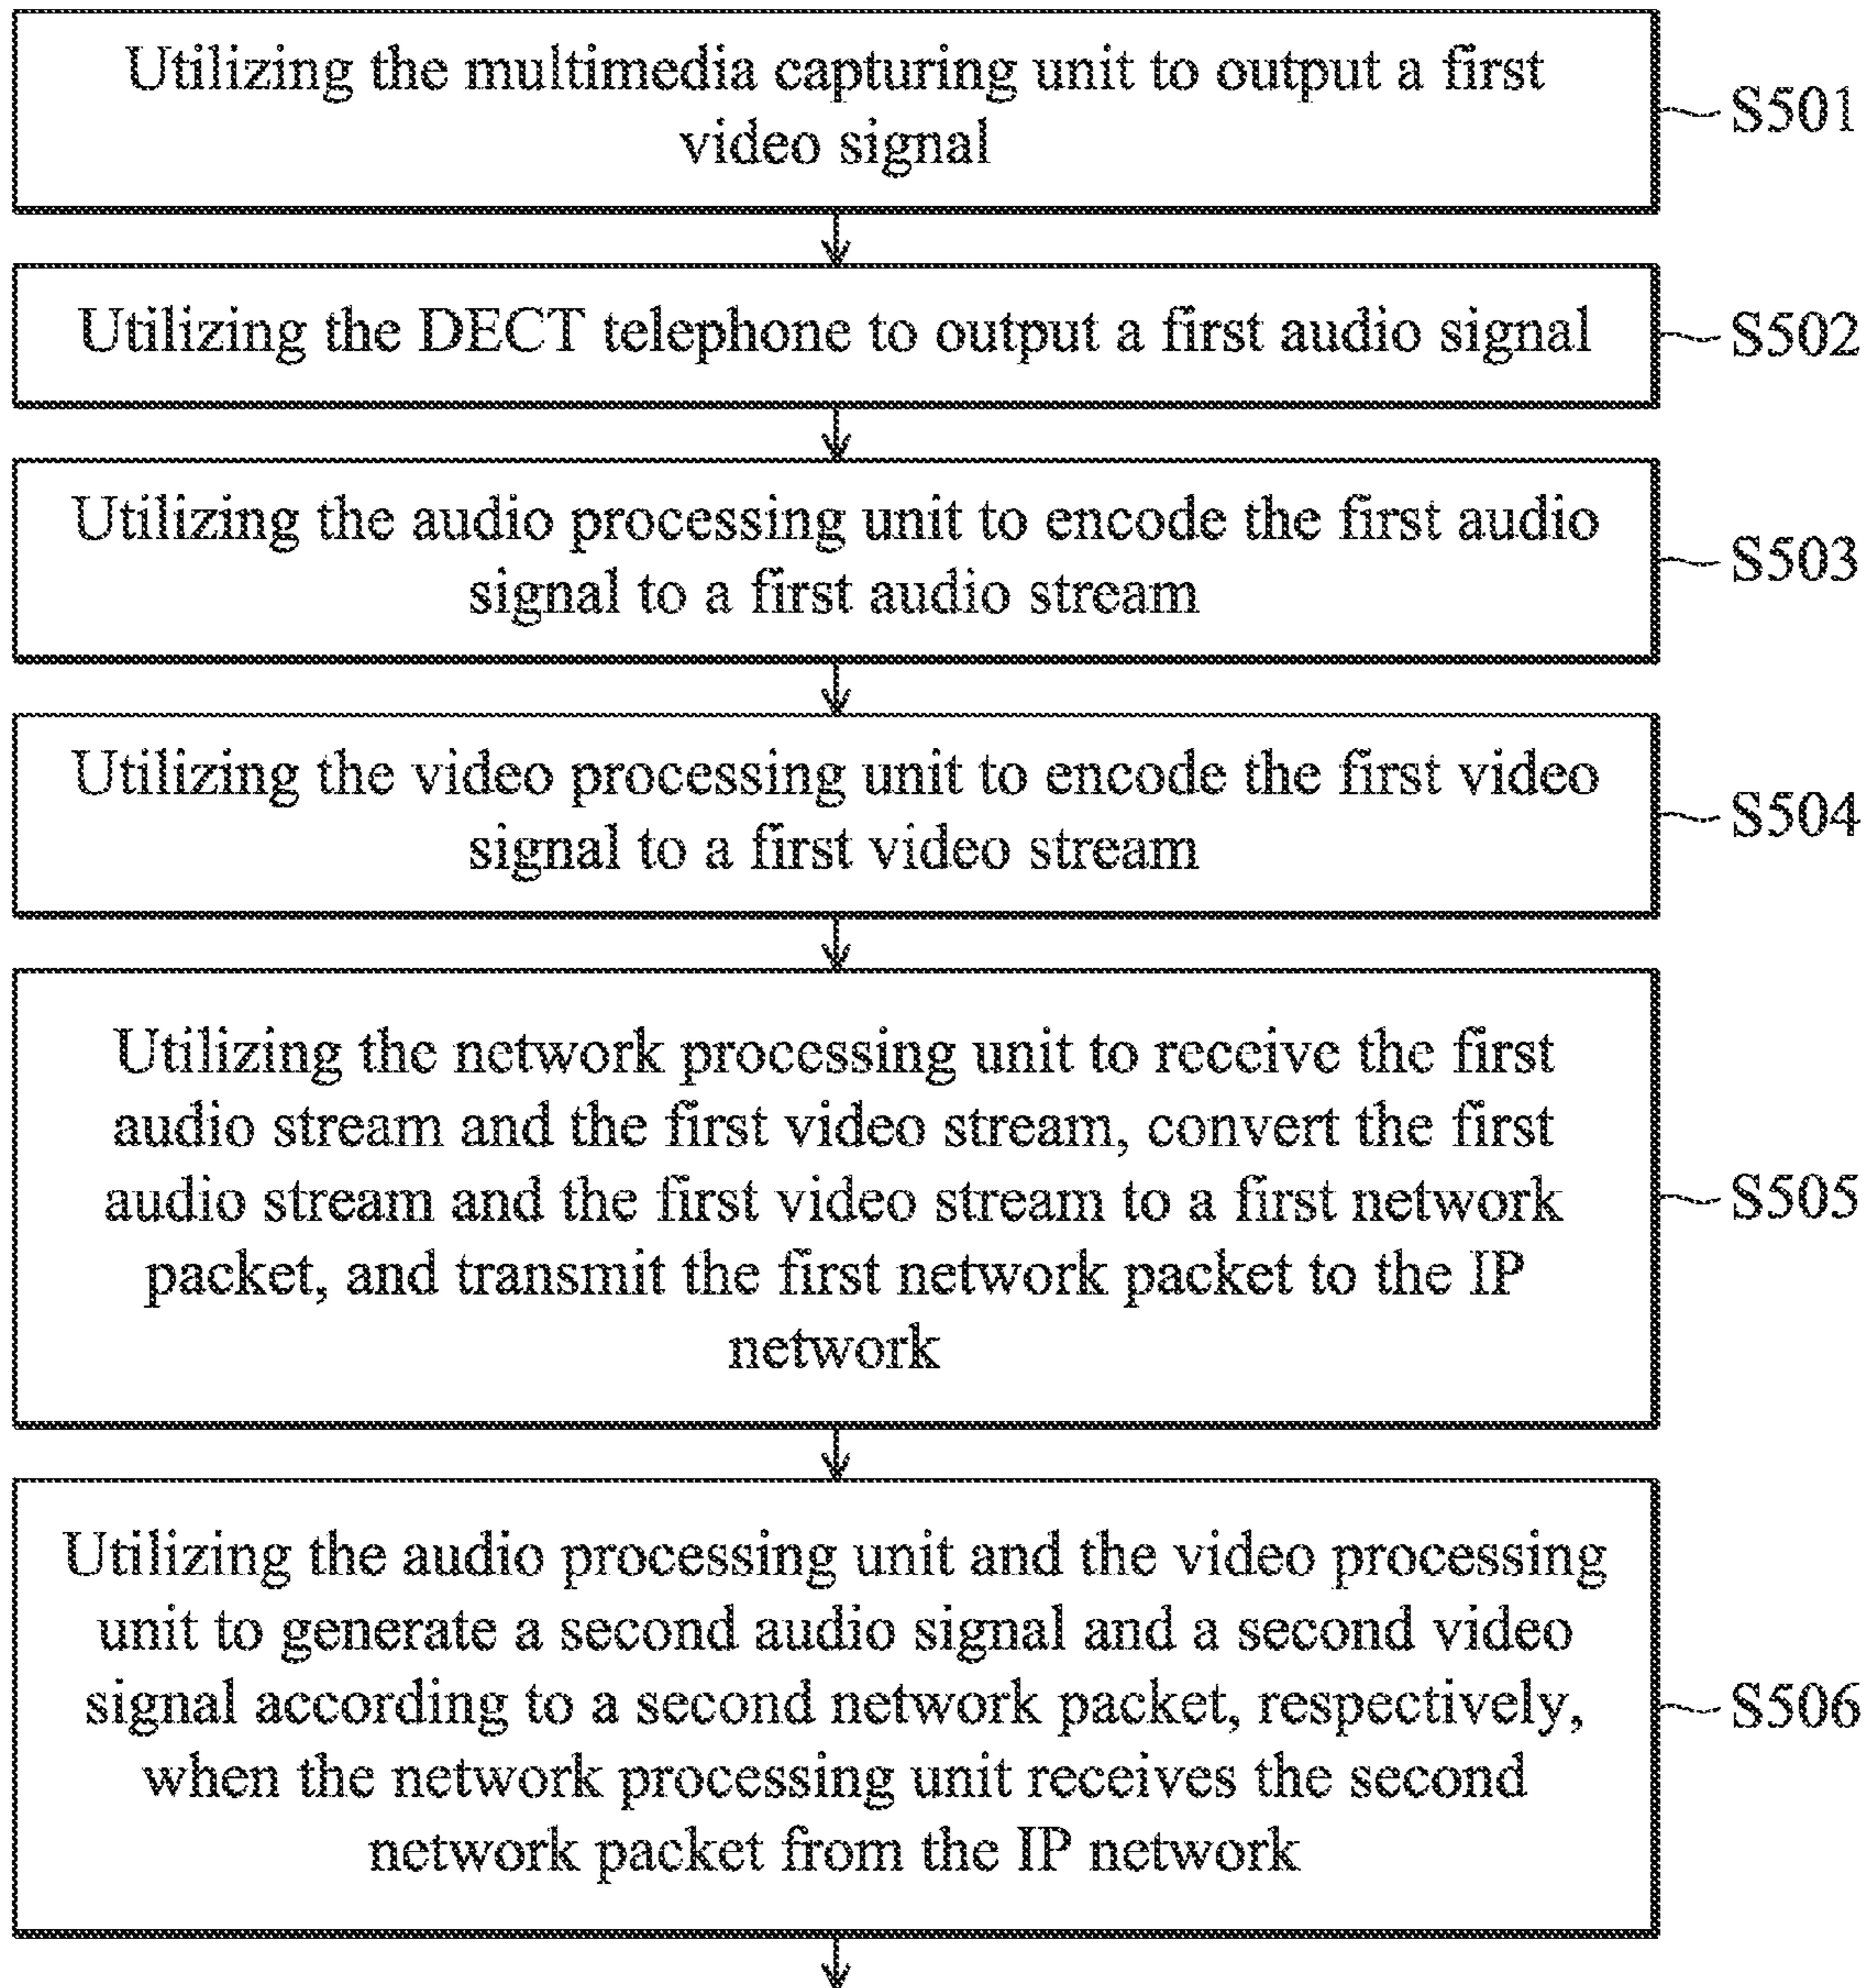 Utilizing the multimedia capturing unit to output a first
video signal
S501
Utilizing the DECT telephone to output a first audio signal
S502
Utilizing the audio processing unit to encode the first audio
signal to a first audio stream
S503
Utilizing the video processing unit to encode the first video
signal to a first video stream
S504
Utilizing the network processing unit to receive the first
audio stream and the first video stream, convert the first
audio stream and the first video stream to a first network
packet, and transmit the first network packet to the IP
network
S505
Utilizing the audio processing unit and the video processing
unit to generate a second audio signal and a second video
signal according to a second network packet, respectively,
when the network processing unit receives the second
network packet from the IP network
S506